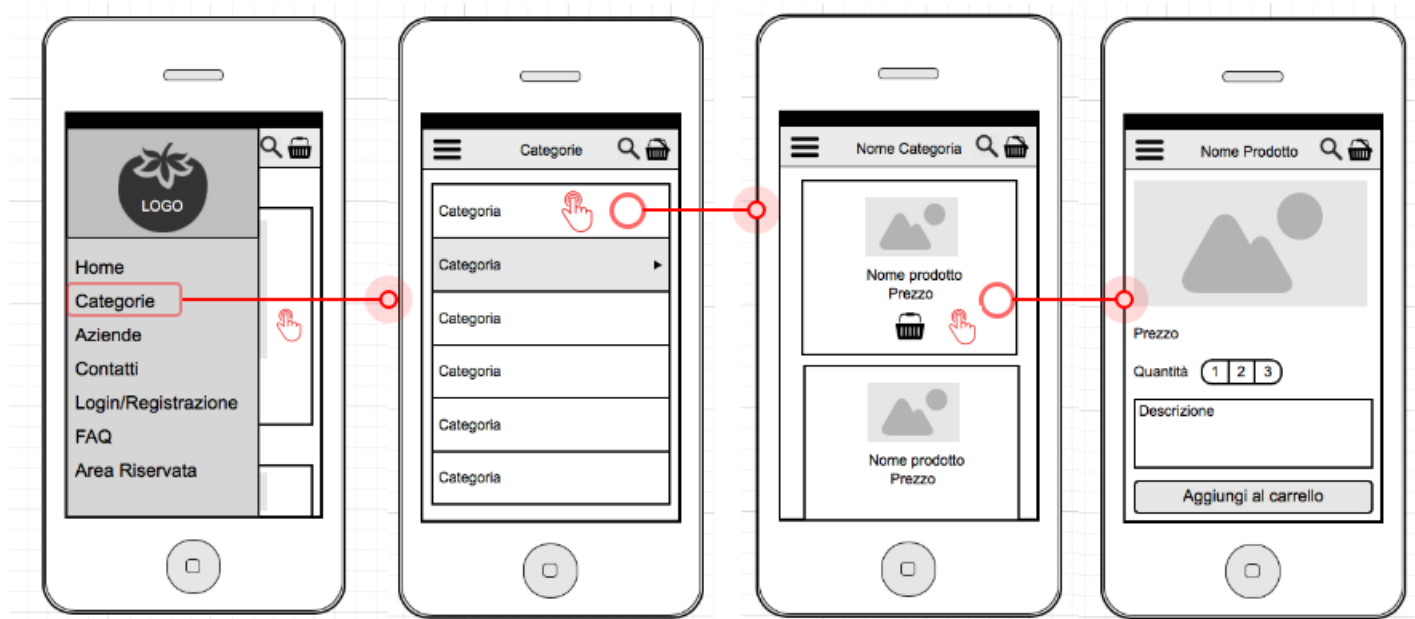 LOGO
Home
Categorie
Aziende
Contatti
Login/Registrazione
FAQ
Area Riservata
Categorie
Categoria
Categoria
Categoria
Categoria
Categoria
Categoria
Nome Categoria
Nome prodotto
Prezzo
Nome prodotto
Prezzo
Nome Prodotto
Prezzo
Quantità 1 2 3
Descrizione
Aggiungi al carrello